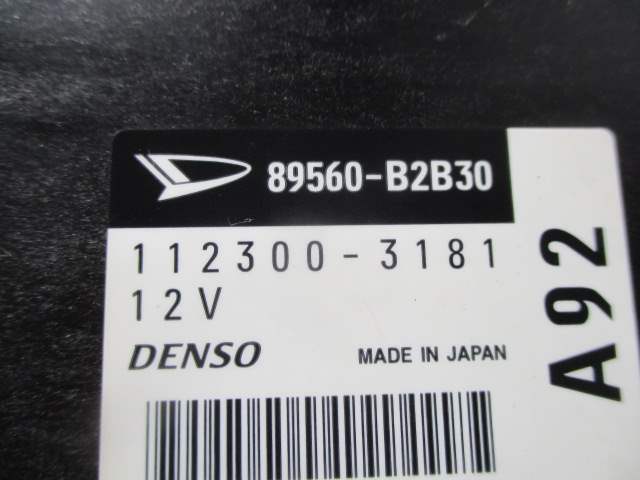 89560-B2B30
112300-3181
12V
DENSO MADE IN JAPAN
A92